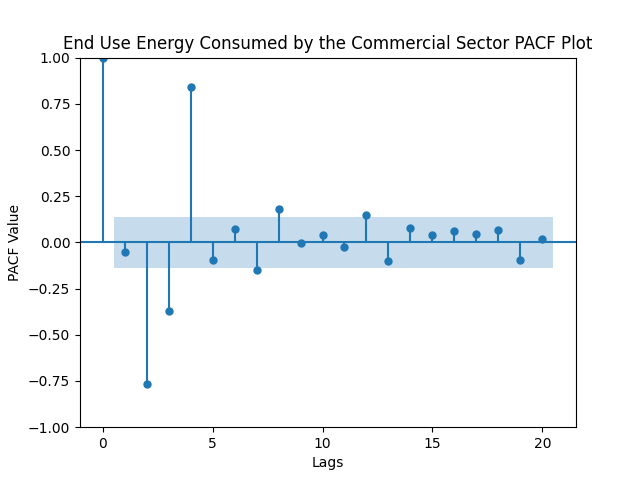 End Use Energy Consumed by the Commercial Sector PACF Plot
1.00
0.75
0.50
0.25
0.00
−0.25
−0.50
−0.75
−1.00
PACF Value
0 5 10 15 20
Lags